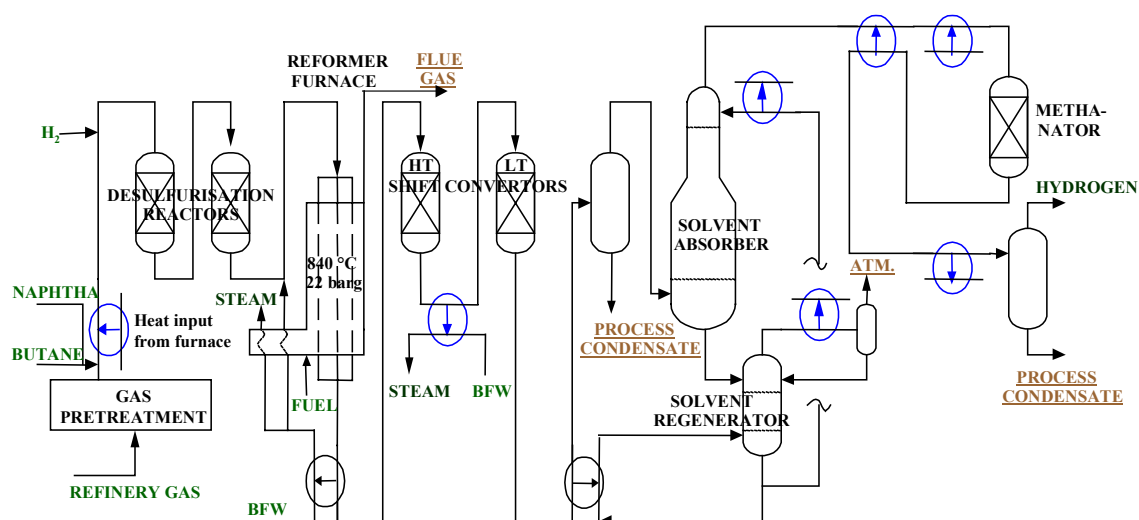 REFORMER
FURNACE
FLUE
GAS
H2
DESULFURISATION
REACTORS
HT
LT
SHIFT CONVERTORS
METHA-
NATOR
HYDROGEN
SOLVENT
ABSORBER
840 °C
22 barg
ATM.
NAPHTHA
STEAM
Heat input
from furnace
BUTANE
PROCESS
CONDENSATE
STEAM
BFW
PROCESS
CONDENSATE
GAS
PRETREATMENT
FUEL
SOLVENT
REGENERATOR
REFINERY GAS
BFW